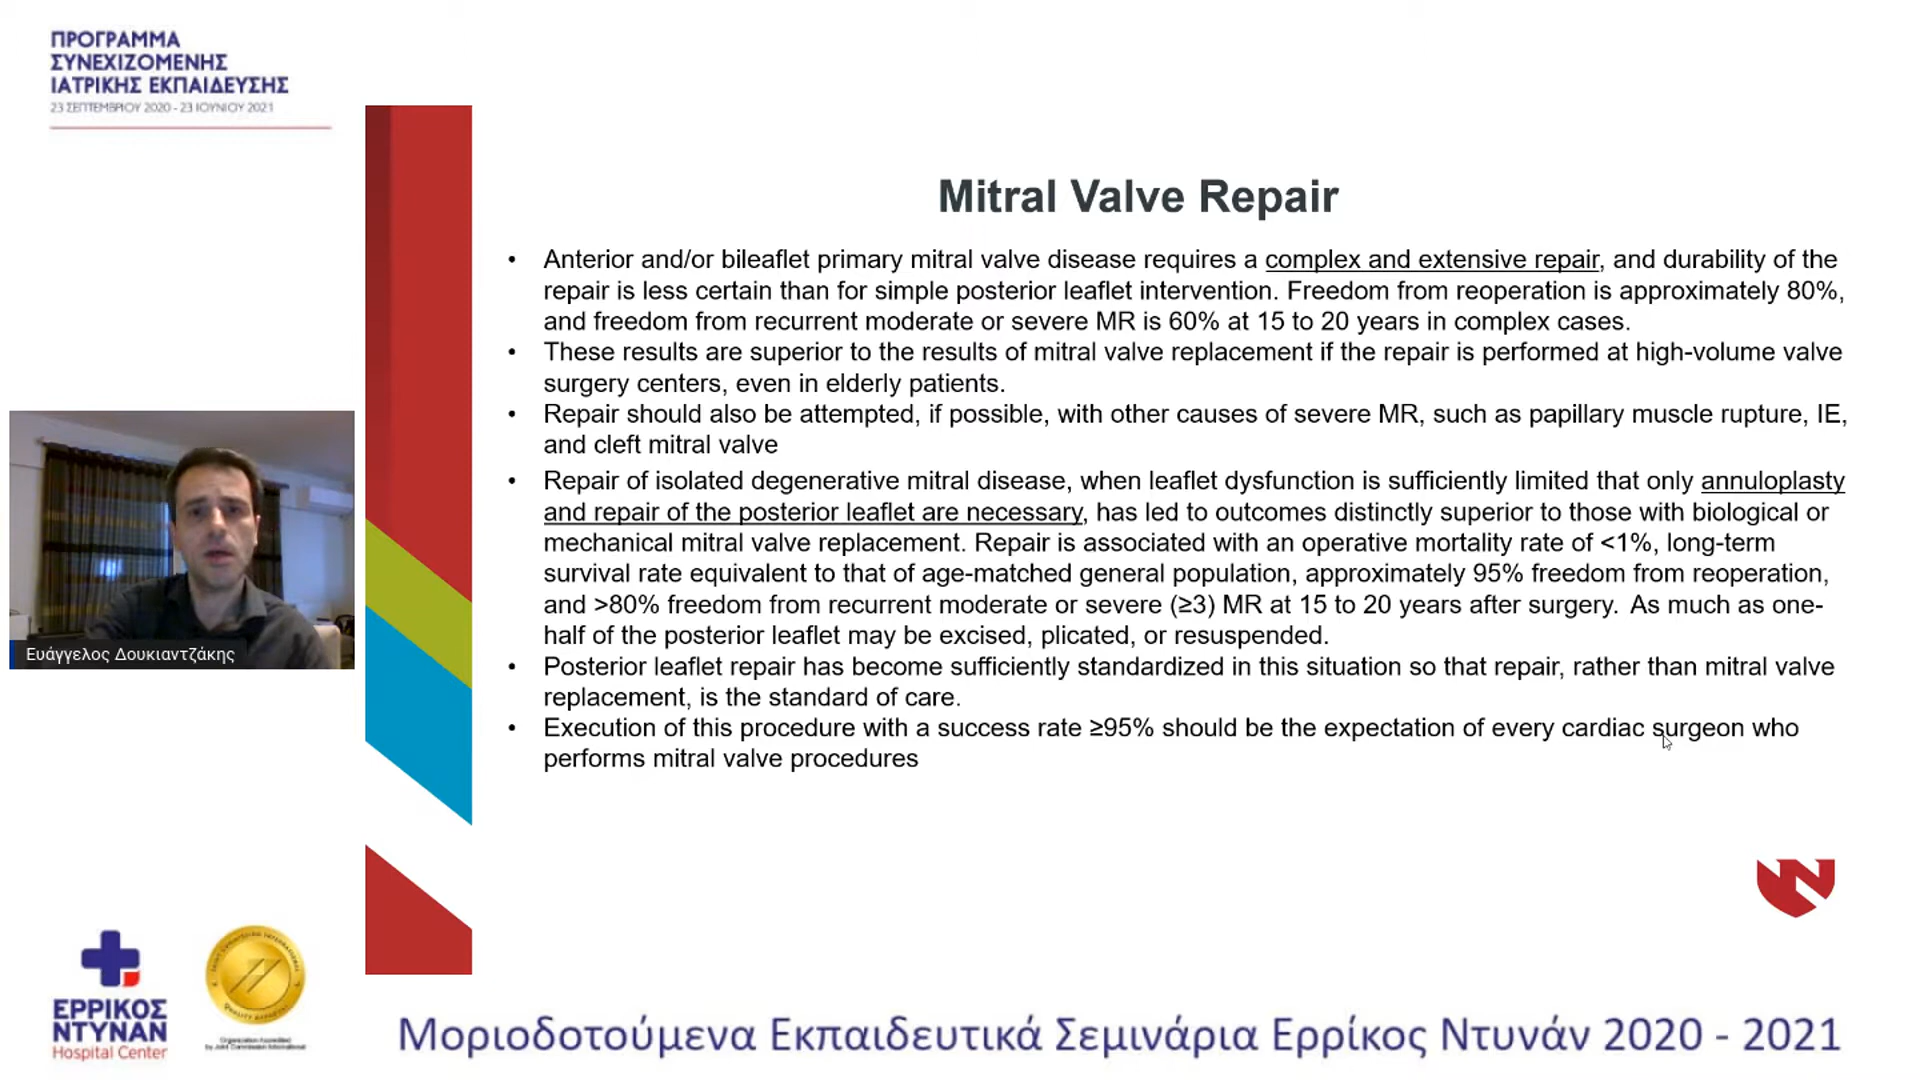 ΠΡΟΓΡΑΜΜΑ
ΣΥΝΕΧΙΖΟΜΕΝΗΣ
ΙΑΤΡΙΚΗΣ ΕΚΠΑΙΔΕΥΣΗΣ
23 ΣΕΠΤΕΜΒΡΙΟΥ 2020 - 23 ΙΟΥΝΙΟΥ 2021
Mitral Valve Repair
• Anterior and/or bileaflet primary mitral valve disease requires a complex and extensive repair, and durability of the
repair is less certain than for simple posterior leaflet intervention. Freedom from reoperation is approximately 80%,
and freedom from recurrent moderate or severe MR is 60% at 15 to 20 years in complex cases.
• These results are superior to the results of mitral valve replacement if the repair is performed at high-volume valve
surgery centers, even in elderly patients.
• Repair should also be attempted, if possible, with other causes of severe MR, such as papillary muscle rupture, IE,
and cleft mitral valve
• Repair of isolated degenerative mitral disease, when leaflet dysfunction is sufficiently limited that only annuloplasty
and repair of the posterior leaflet are necessary, has led to outcomes distinctly superior to those with biological or
mechanical mitral valve replacement. Repair is associated with an operative mortality rate of <1%, long-term
survival rate equivalent to that of age-matched general population, approximately 95% freedom from reoperation,
and >80% freedom from recurrent moderate or severe (≥3) MR at 15 to 20 years after surgery. As much as one-
half of the posterior leaflet may be excised, plicated, or resuspended.
• Posterior leaflet repair has become sufficiently standardized in this situation so that repair, rather than mitral valve
replacement, is the standard of care.
• Execution of this procedure with a success rate ≥95% should be the expectation of every cardiac surgeon who
performs mitral valve procedures
Ευάγγελος Δουκιαντζάκης
ΕΡΡΙΚΟΣ
ΝΤΥΝΑΝ
Hospital Center
Organization Accredited
by Joint Commission International
Μοριοδοτούμενα Εκπαιδευτικά Σεμινάρια Ερρίκος Ντυνάν 2020 - 2021